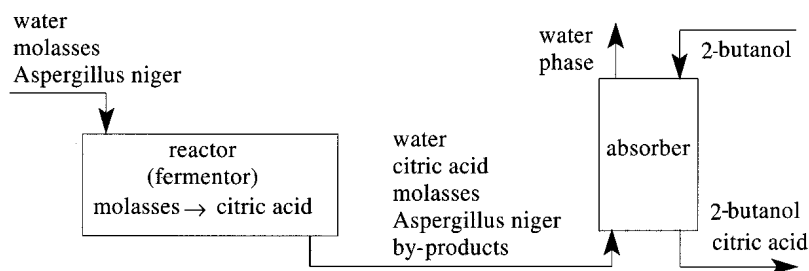 water
molasses
Aspergillus niger
reactor
(fermentor)
molasses → citric acid
water
citric acid
molasses
Aspergillus niger
by-products
water
phase
2-butanol
absorber
2-butanol
citric acid